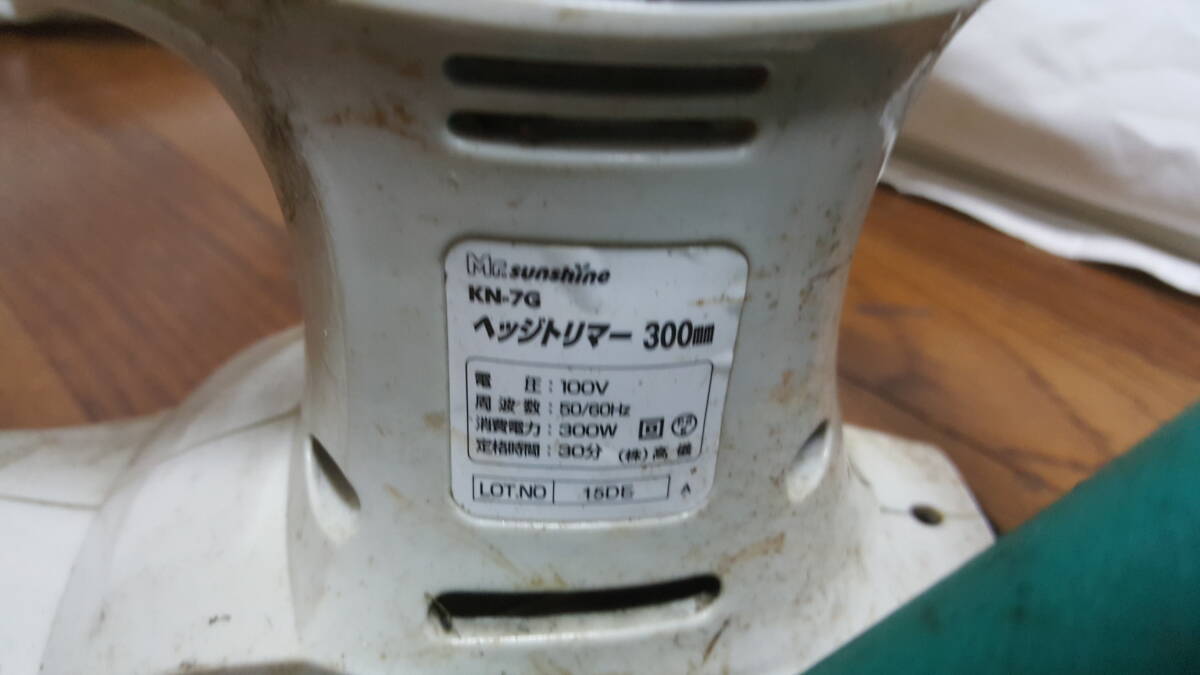 Mr.sunshine
KN-7G
ヘッジトリマー 300mm
電 圧：100V
周 波 数：50/60Hz
消費電力：300W
定格時間：30分 (株)高儀
LOT.NO 15DE A